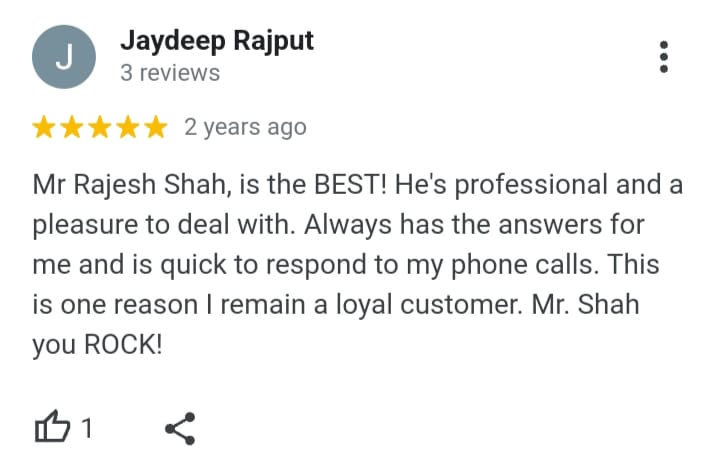 J
Jaydeep Rajput
3 reviews
2 years ago
Mr Rajesh Shah, is the BEST! He's professional and a
pleasure to deal with. Always has the answers for
me and is quick to respond to my phone calls. This
is one reason I remain a loyal customer. Mr. Shah
you ROCK!
1